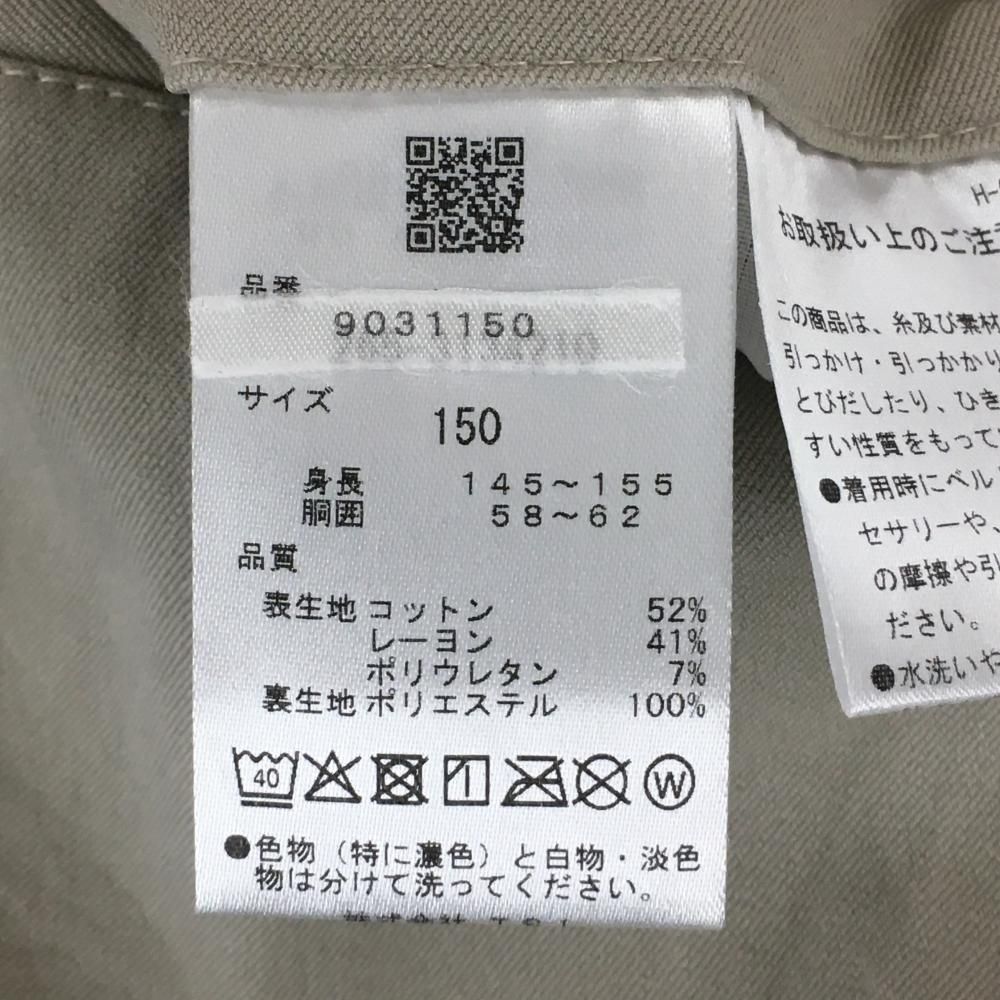 品番
9031150
サイズ
150
身長 145～155
胴囲 58～62
品質
表生地 コットン 52%
レーヨン 41%
ポリウレタン 7%
裏生地 ポリエステル 100%
40
W
●色物（特に濃色）と白物・淡色
物は分けて洗ってください。
H-
お取扱い上のご注
この商品は、糸及び素材
引っかけ・引っかかり
とびだしたり、ひき
すい性質をもって
●着用時にベル
セサリーや、
の摩擦や引
ださい。
●水洗いや